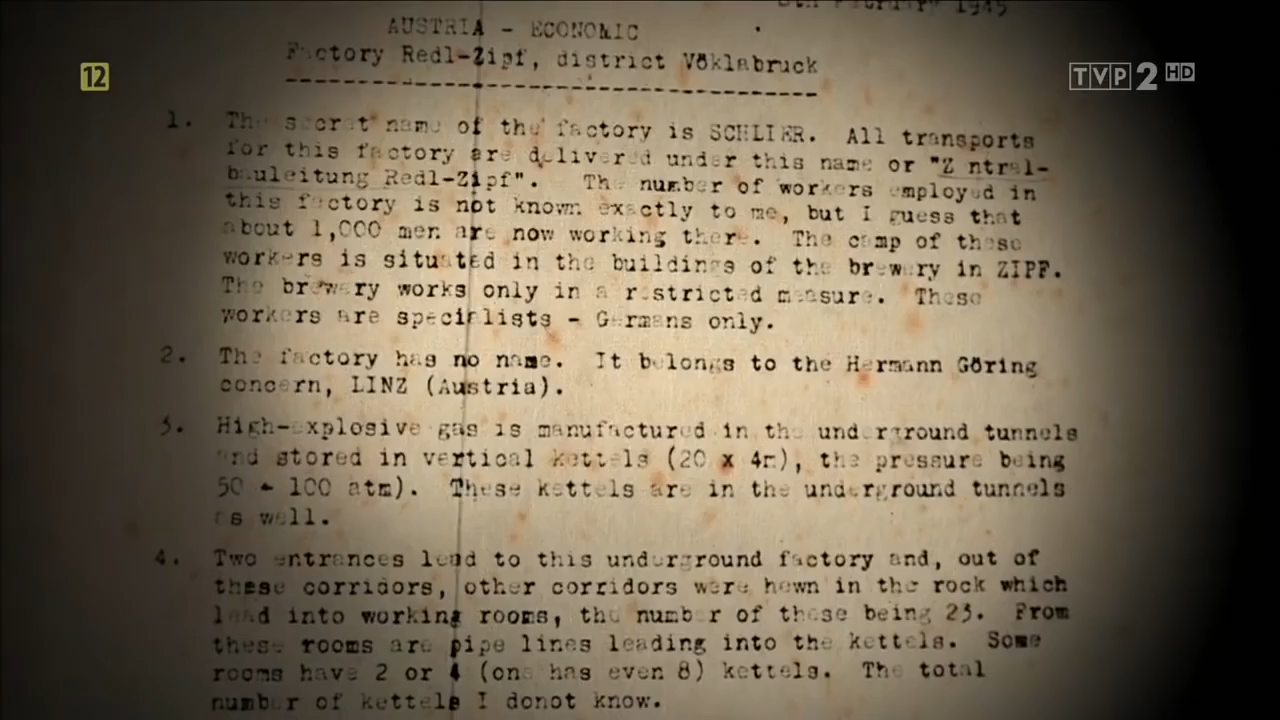 8th February 1945
AUSTRIA - ECONOMIC
Factory Redl-Zipf, district Vöklabruck
12
TVP2 HD
1. The secret name of the factory is SCHLIER. All transports
for this factory are delivered under this name or "Zentral-
bauleitung Redl-Zipf". The number of workers employed in
this factory is not known exactly to me, but I guess that
about 1,000 men are now working there. The camp of these
workers is situated in the buildings of the brewery in ZIPF.
The brewery works only in a restricted measure. These
workers are specialists - Germans only.
2. The factory has no name. It belongs to the Hermann Göring
concern, LINZ (Austria).
3. High-explosive gas is manufactured in the underground tunnels
and stored in vertical kettels (20 x 4m), the pressure being
50 - 100 atm). These kettels are in the underground tunnels
as well.
4. Two entrances lead to this underground factory and, out of
these corridors, other corridors were hewn in the rock which
lead into working rooms, the number of these being 23. From
these rooms are pipe lines leading into the kettels. Some
rooms have 2 or 4 (one has even 8) kettels. The total
number of kettels I donot know.